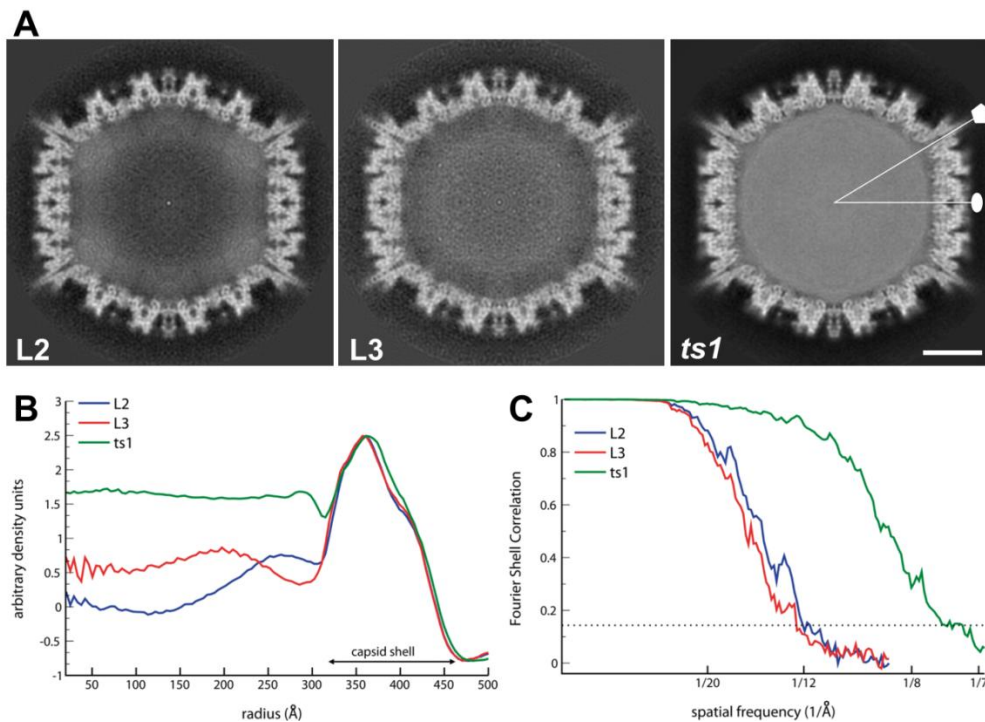 A
L2
L3
ts1
B
L2
L3
ts1
arbitrary density units
3
2.5
2
1.5
1
0.5
0
-0.5
-1
capsid shell
50 100 150 200 250 300 350 400 450 500
radius (Å)
C
L2
L3
ts1
Fourier Shell Correlation
1
0.8
0.6
0.4
0.2
0
1/20 1/12 1/8 1/7
spatial frequency (1/Å)